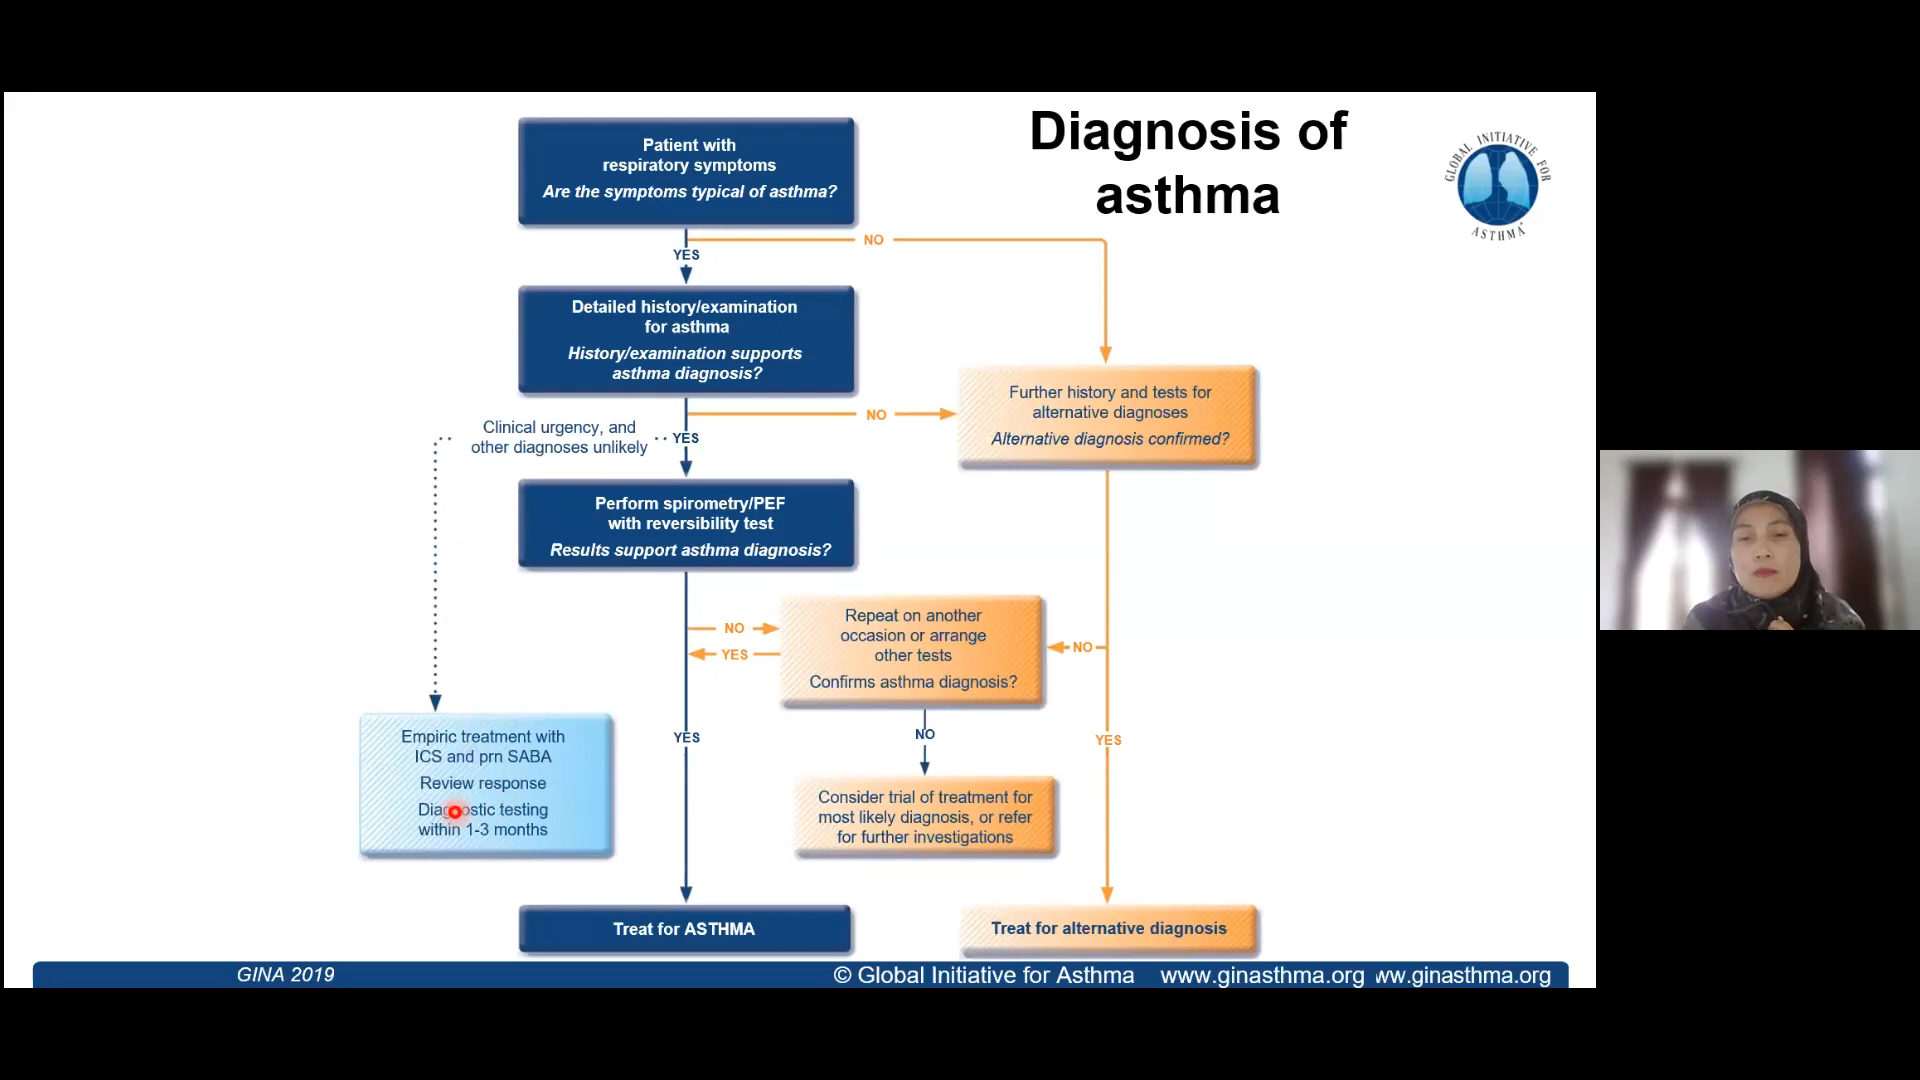 Diagnosis of
asthma
GLOBAL INITIATIVE FOR
ASTHMA
Patient with
respiratory symptoms
Are the symptoms typical of asthma?
NO
YES
Detailed history/examination
for asthma
History/examination supports
asthma diagnosis?
Further history and tests for
alternative diagnoses
Alternative diagnosis confirmed?
NO
Clinical urgency, and
other diagnoses unlikely
YES
Perform spirometry/PEF
with reversibility test
Results support asthma diagnosis?
Repeat on another
occasion or arrange
other tests
Confirms asthma diagnosis?
NO
YES
NO
YES
NO
YES
Empiric treatment with
ICS and prn SABA
Review response
Diagnostic testing
within 1-3 months
Consider trial of treatment for
most likely diagnosis, or refer
for further investigations
Treat for ASTHMA
Treat for alternative diagnosis
GINA 2019
© Global Initiative for Asthma www.ginasthma.org ww.ginasthma.org